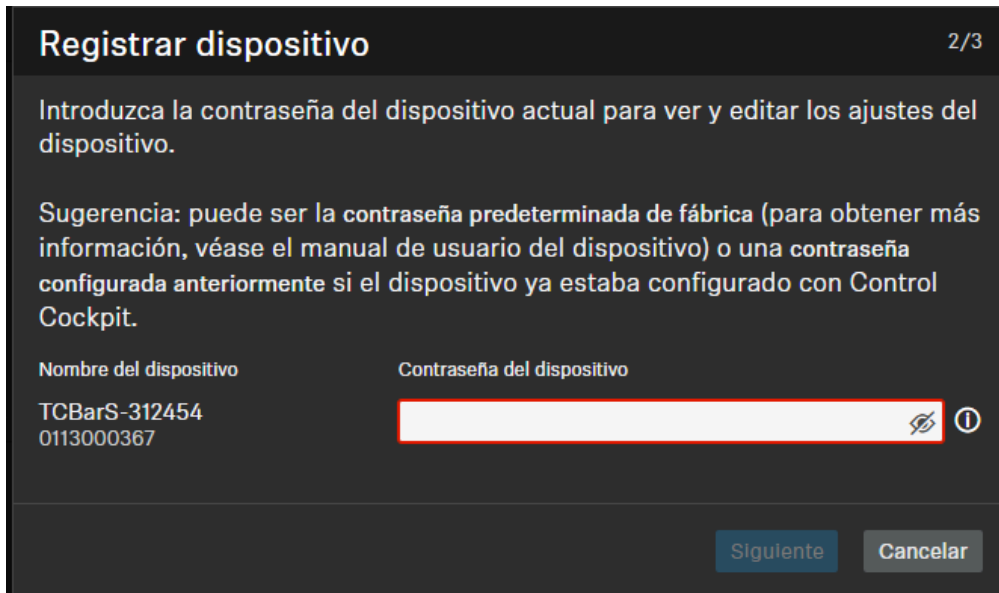 Registrar dispositivo 2/3
Introduzca la contraseña del dispositivo actual para ver y editar los ajustes del
dispositivo.
Sugerencia: puede ser la contraseña predeterminada de fábrica (para obtener más
información, véase el manual de usuario del dispositivo) o una contraseña
configurada anteriormente si el dispositivo ya estaba configurado con Control
Cockpit.
Nombre del dispositivo Contraseña del dispositivo
TCBarS-312454
0113000367
Siguiente Cancelar